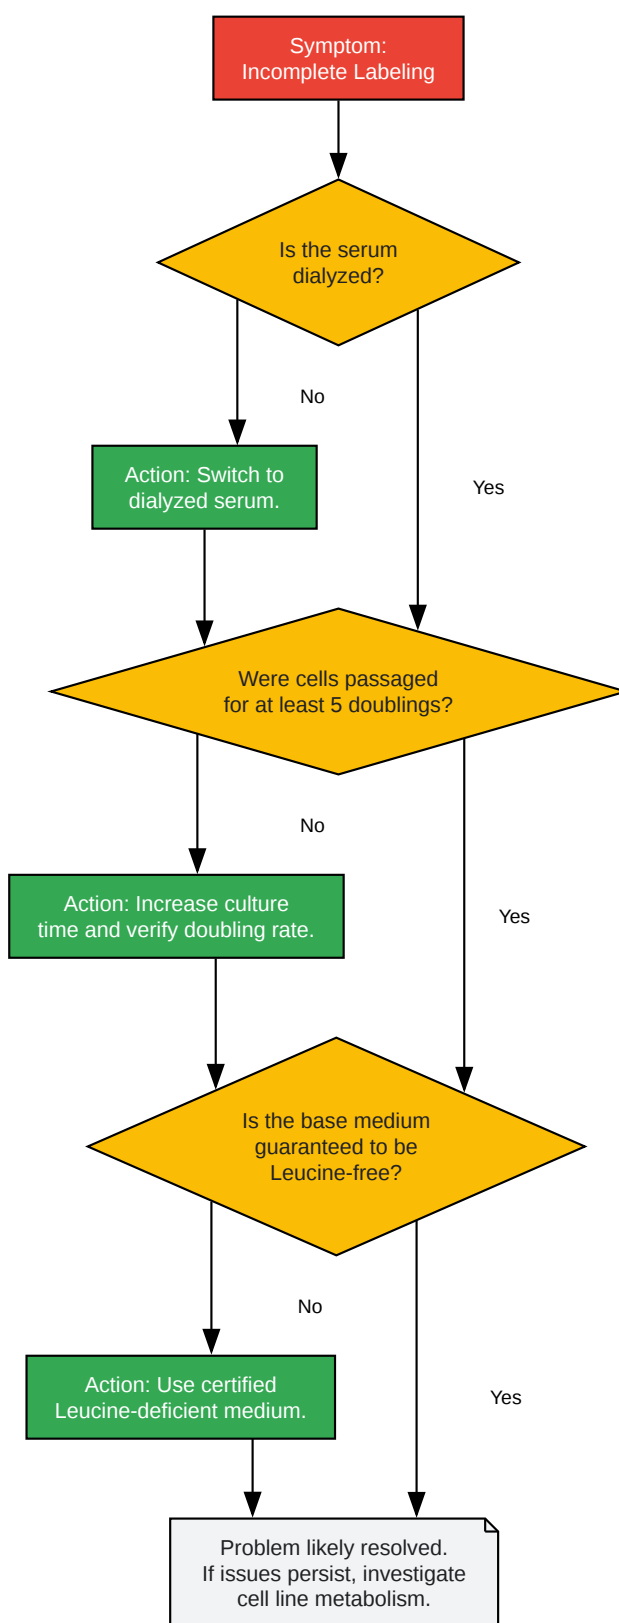 Symptom:
Incomplete Labeling
Is the serum
dialyzed?
No
Action: Switch to
dialyzed serum.
Yes
Were cells passaged
for at least 5 doublings?
No
Action: Increase culture
time and verify doubling rate.
Yes
Is the base medium
guaranteed to be
Leucine-free?
No
Action: Use certified
Leucine-deficient medium.
Yes
Problem likely resolved.
If issues persist, investigate
cell line metabolism.